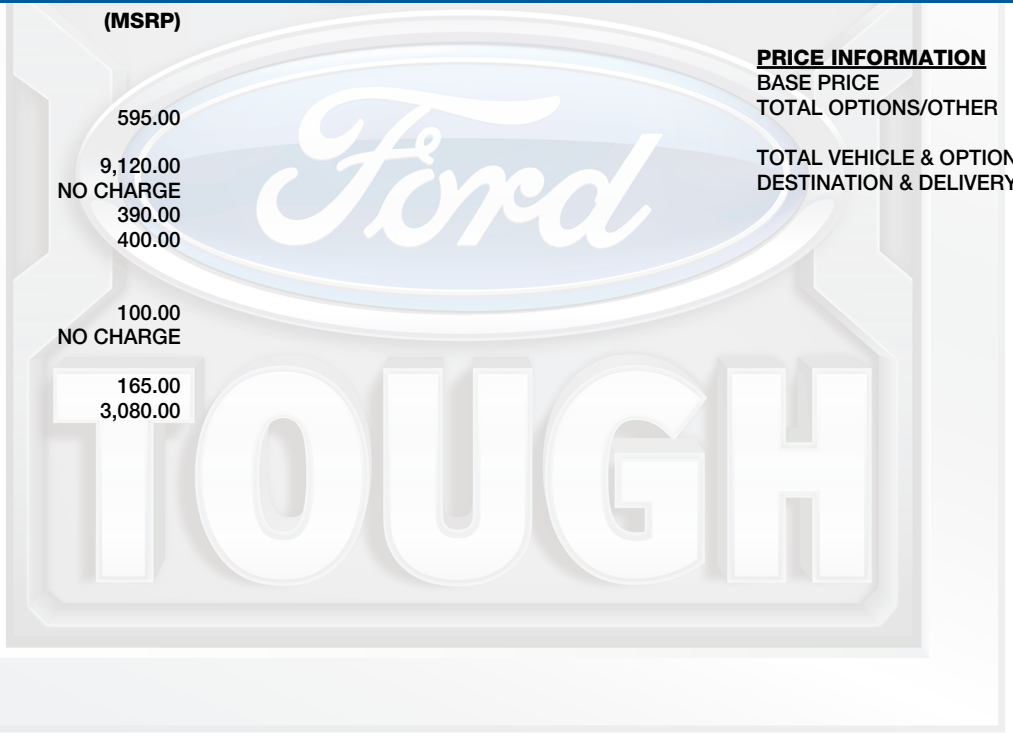 (MSRP)
595.00
9,120.00
NO CHARGE
390.00
400.00
100.00
NO CHARGE
165.00
3,080.00
PRICE INFORMATION
BASE PRICE
TOTAL OPTIONS/OTHER
TOTAL VEHICLE & OPTION
DESTINATION & DELIVERY
Ford
TOUGH